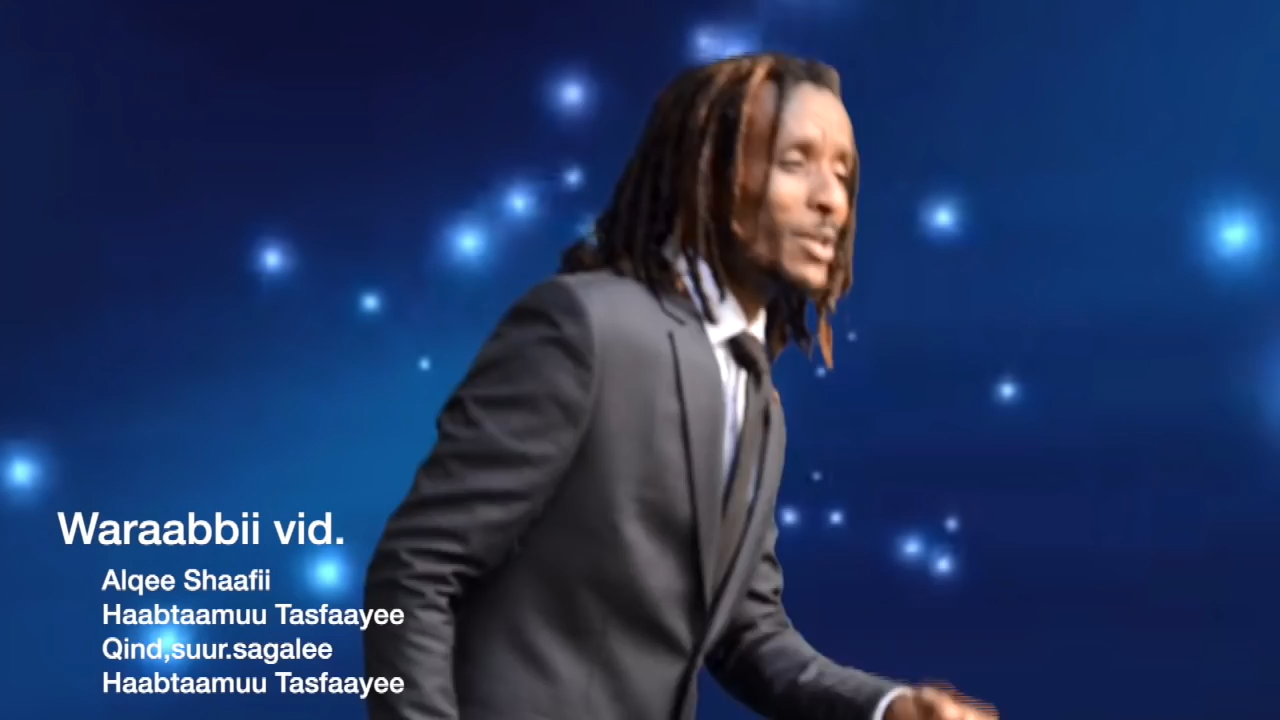 Waraabbii vid.
Alqee Shaafii
Haabtaamuu Tasfaayee
Qind,suur.sagalee
Haabtaamuu Tasfaayee